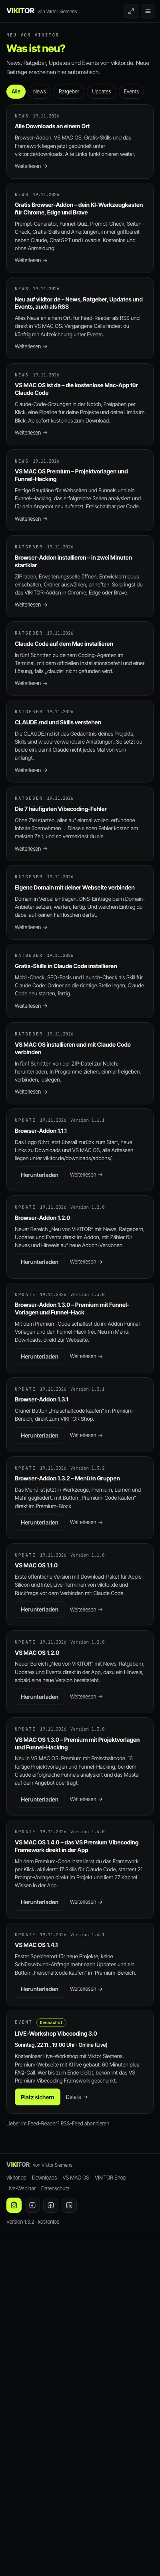 VIKITOR von Viktor Siemens
NEU VON VIKITOR
Was ist neu?
News, Ratgeber, Updates und Events von vikitor.de. Neue
Beiträge erscheinen hier automatisch.
Alle News Ratgeber Updates Events
NEWS 19.11.2026
Alle Downloads an einem Ort
Browser-Addon, VS MAC OS, Gratis-Skills und das
Framework liegen jetzt gebündelt unter
vikitor.de/downloads. Alte Links funktionieren weiter.
Weiterlesen →
NEWS 19.11.2026
Gratis Browser-Addon – dein KI-Werkzeugkasten
für Chrome, Edge und Brave
Prompt-Generator, Funnel-Quiz, Prompt-Check, Seiten-
Check, Gratis-Skills und Anleitungen, immer griffbereit
neben Claude, ChatGPT und Lovable. Kostenlos und
ohne Anmeldung.
Weiterlesen →
NEWS 19.11.2026
Neu auf vikitor.de – News, Ratgeber, Updates und
Events, auch als RSS
Alles Neue an einem Ort, für Feed-Reader als RSS und
direkt in VS MAC OS. Vergangene Calls findest du
künftig mit Aufzeichnung unter Events.
Weiterlesen →
NEWS 19.11.2026
VS MAC OS ist da – die kostenlose Mac-App für
Claude Code
Claude-Code-Sitzungen in der Notch, Freigaben per
Klick, eine Pipeline für deine Projekte und deine Limits im
Blick. Ab sofort kostenlos zum Download.
Weiterlesen →
NEWS 19.11.2026
VS MAC OS Premium – Projektvorlagen und
Funnel-Hacking
Fertige Baupläne für Webseiten und Funnels und ein
Funnel-Hacking, das erfolgreiche Seiten analysiert und
für dein Angebot neu aufsetzt. Freischaltbar per Code.
Weiterlesen →
RATGEBER 19.11.2026
Browser-Addon installieren – in zwei Minuten
startklar
ZIP laden, Erweiterungsseite öffnen, Entwicklermodus
einschalten, Ordner auswählen, anheften. So bringst du
das VIKITOR-Addon in Chrome, Edge oder Brave.
Weiterlesen →
RATGEBER 19.11.2026
Claude Code auf dem Mac installieren
In fünf Schritten zu deinem Coding-Agenten im
Terminal, mit dem offiziellen Installationsbefehl und einer
Lösung, falls „claude“ nicht gefunden wird.
Weiterlesen →
RATGEBER 19.11.2026
CLAUDE.md und Skills verstehen
Die CLAUDE.md ist das Gedächtnis deines Projekts,
Skills sind wiederverwendbare Anleitungen. So setzt du
beide ein, damit Claude nicht jedes Mal von vorn
anfängt.
Weiterlesen →
RATGEBER 19.11.2026
Die 7 häufigsten Vibecoding-Fehler
Ohne Ziel starten, alles auf einmal wollen, erfundene
Inhalte übernehmen … Diese sieben Fehler kosten am
meisten Zeit, und so vermeidest du sie.
Weiterlesen →
RATGEBER 19.11.2026
Eigene Domain mit deiner Webseite verbinden
Domain in Vercel eintragen, DNS-Einträge beim Domain-
Anbieter setzen, warten, fertig. Und welchen Eintrag du
dabei auf keinen Fall löschen darfst.
Weiterlesen →
RATGEBER 19.11.2026
Gratis-Skills in Claude Code installieren
Mobil-Check, SEO-Basis und Launch-Check als Skill für
Claude Code: Ordner an die richtige Stelle legen, Claude
Code neu starten, fertig.
Weiterlesen →
RATGEBER 19.11.2026
VS MAC OS installieren und mit Claude Code
verbinden
In fünf Schritten von der ZIP-Datei zur Notch:
herunterladen, in Programme ziehen, einmal freigeben,
verbinden, loslegen.
Weiterlesen →
UPDATE 19.11.2026 Version 1.1.1
Browser-Addon 1.1.1
Das Logo führt jetzt überall zurück zum Start, neue
Links zu Downloads und VS MAC OS, alle Adressen
liegen unter vikitor.de/downloads/addons/.
Herunterladen Weiterlesen →
UPDATE 19.11.2026 Version 1.2.0
Browser-Addon 1.2.0
Neuer Bereich „Neu von VIKITOR“ mit News, Ratgebern,
Updates und Events direkt im Addon, mit Zähler für
Neues und Hinweis auf neue Addon-Versionen.
Herunterladen Weiterlesen →
UPDATE 19.11.2026 Version 1.3.0
Browser-Addon 1.3.0 – Premium mit Funnel-
Vorlagen und Funnel-Hack
Mit dem Premium-Code schaltest du im Addon Funnel-
Vorlagen und den Funnel-Hack frei. Neu im Menü:
Downloads, direkt zur Webseite.
Herunterladen Weiterlesen →
UPDATE 19.11.2026 Version 1.3.1
Browser-Addon 1.3.1
Grüner Button „Freischaltcode kaufen“ im Premium-
Bereich, direkt zum VIKITOR Shop.
Herunterladen Weiterlesen →
UPDATE 19.11.2026 Version 1.3.2
Browser-Addon 1.3.2 – Menü in Gruppen
Das Menü ist jetzt in Werkzeuge, Premium, Lernen und
Mehr gegliedert, mit Button „Premium-Code kaufen“
direkt im Premium-Block.
Herunterladen Weiterlesen →
UPDATE 19.11.2026 Version 1.1.0
VS MAC OS 1.1.0
Erste öffentliche Version mit Download-Paket für Apple
Silicon und Intel, Live-Terminen von vikitor.de und
Rückfrage vor dem Verbinden mit Claude Code.
Herunterladen Weiterlesen →
UPDATE 19.11.2026 Version 1.2.0
VS MAC OS 1.2.0
Neuer Bereich „Neu von VIKITOR“ mit News, Ratgebern,
Updates und Events direkt in der App, dazu ein Hinweis,
sobald eine neue Version bereitsteht.
Herunterladen Weiterlesen →
UPDATE 19.11.2026 Version 1.3.0
VS MAC OS 1.3.0 – Premium mit Projektvorlagen
und Funnel-Hacking
Neu in VS MAC OS: Premium mit Freischaltcode. 16
fertige Projektvorlagen und Funnel-Hacking, bei dem
Claude erfolgreiche Funnels analysiert und das Muster
auf dein Angebot überträgt.
Herunterladen Weiterlesen →
UPDATE 19.11.2026 Version 1.4.0
VS MAC OS 1.4.0 – das VS Premium Vibecoding
Framework direkt in der App
Mit dem Premium-Code installierst du das Framework
per Klick, aktivierst 17 Skills für Claude Code, startest 21
Prompt-Vorlagen direkt im Projekt und liest 27 Kapitel
Wissen in der App.
Herunterladen Weiterlesen →
UPDATE 19.11.2026 Version 1.4.1
VS MAC OS 1.4.1
Fester Speicherort für neue Projekte, keine
Schlüsselbund-Abfrage mehr nach Updates und ein
Button „Freischaltcode kaufen“ im Premium-Bereich.
Herunterladen Weiterlesen →
EVENT Demnächst
LIVE-Workshop Vibecoding 3.0
Sonntag, 22.11., 19:00 Uhr · Online (Live)
Kostenloser Live-Workshop mit Viktor Siemens.
Premium-Webseite mit KI live gebaut, 60 Minuten plus
FAQ-Call. Wer bis zum Ende bleibt, bekommt das VS
Premium Vibecoding Framework geschenkt.
Platz sichern Details →
Lieber im Feed-Reader? RSS-Feed abonnieren
VIKITOR von Viktor Siemens
vikitor.de Downloads VS MAC OS VIKITOR Shop
Live-Webinar Datenschutz
Version 1.3.2 · kostenlos